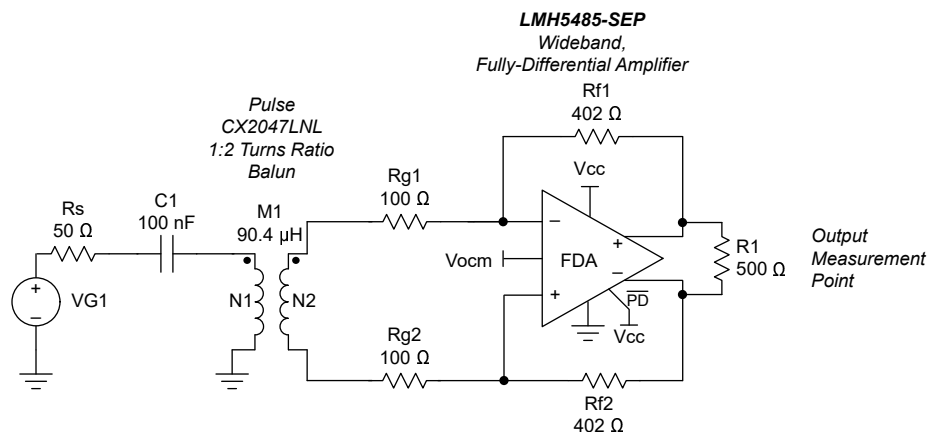 LMH5485-SEP
Wideband,
Fully-Differential Amplifier
Rf1
402 Ω
Pulse
CX2047LNL
1:2 Turns Ratio
Balun
Rg1
100 Ω
Vcc
C1
100 nF
M1
90.4 µH
Rs
50 Ω
−
+
R1
500 Ω
Output
Measurement
Point
Vocm
FDA
−
+
VG1
−
N1
N2
+
PD
Vcc
Rg2
100 Ω
Rf2
402 Ω